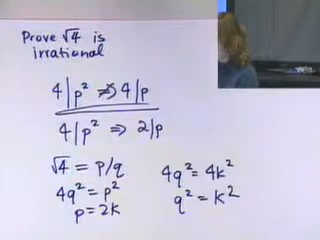 Prove √4 is
irrational
4|p² ⇏ 4|p
4|p² ⇒ 2|p
√4 = p/q
4q² = p²
p = 2k
4q² = 4k²
q² = k²